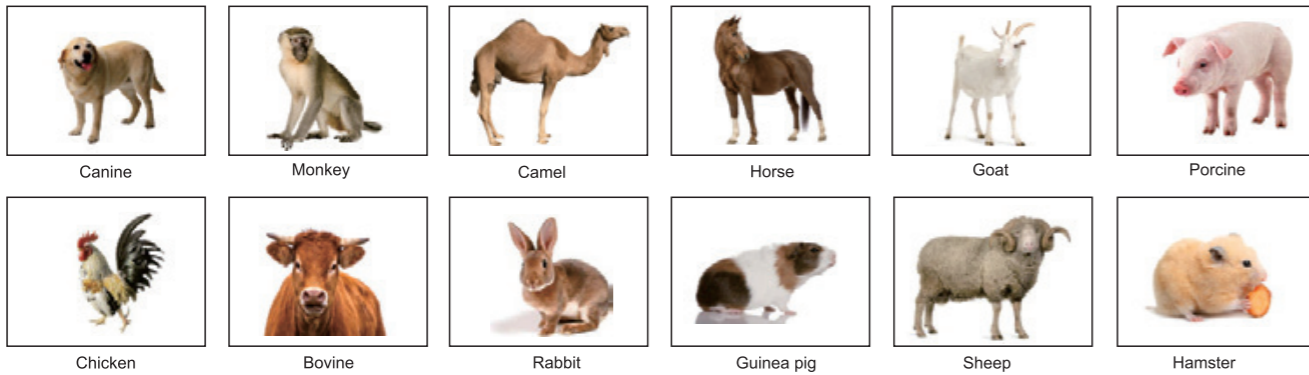 Canine Monkey Camel Horse Goat Porcine
Chicken Bovine Rabbit Guinea pig Sheep Hamster